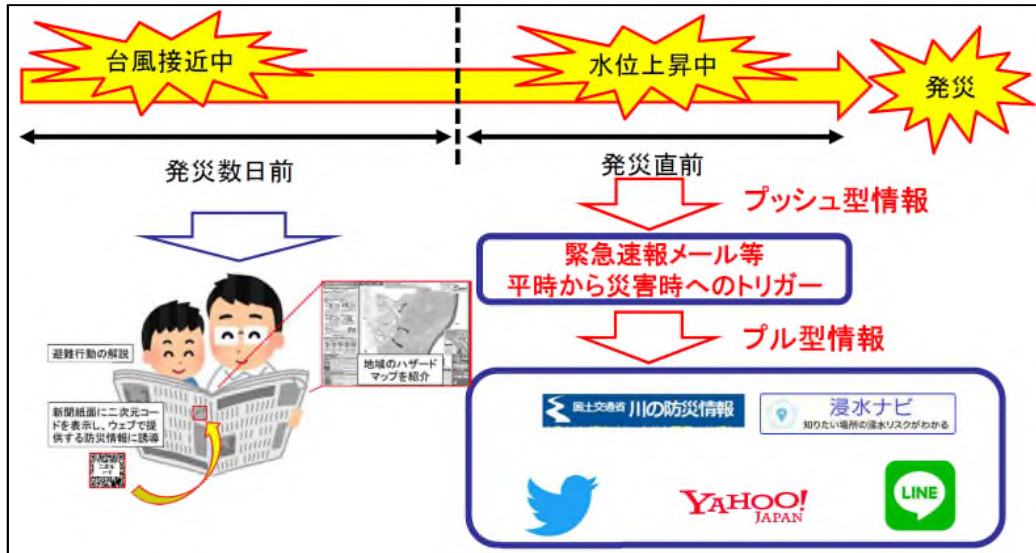 台風接近中
水位上昇中
発災
発災数日前
発災直前
プッシュ型情報
緊急速報メール等
平時から災害時へのトリガー
プル型情報
避難行動の解説
地域のハザード
マップを紹介
新聞紙面に二次元コー
ドを表示し、ウェブで提
供する防災情報に誘導
二次元
コード
国土交通省 川の防災情報
浸水ナビ
知りたい場所の浸水リスクがわかる
YAHOO!
JAPAN
LINE